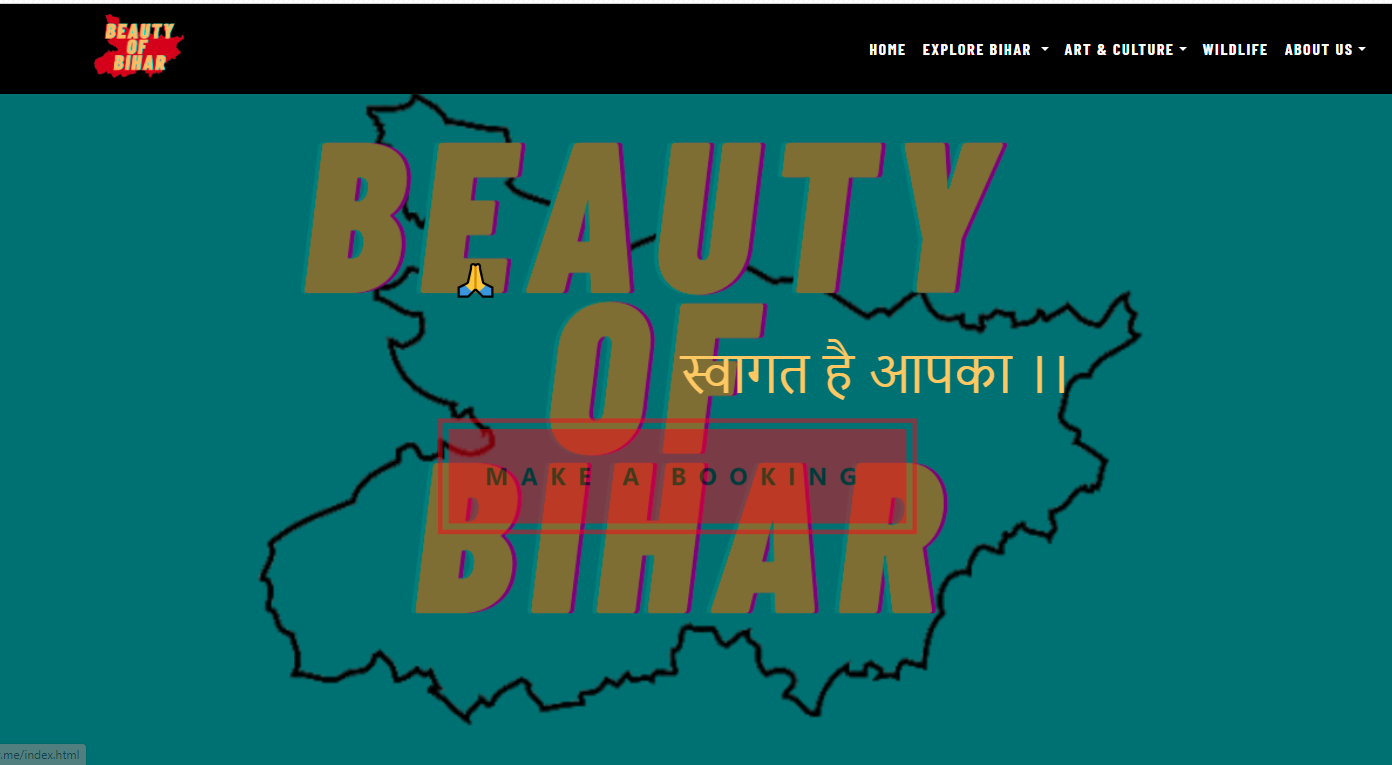 BEAUTY
OF
BIHAR
HOME EXPLORE BIHAR ART & CULTURE WILDLIFE ABOUT US
BEAUTY
OF
स्वागत है आपका ।।
MAKE A BOOKING
BIHAR
.me/index.html